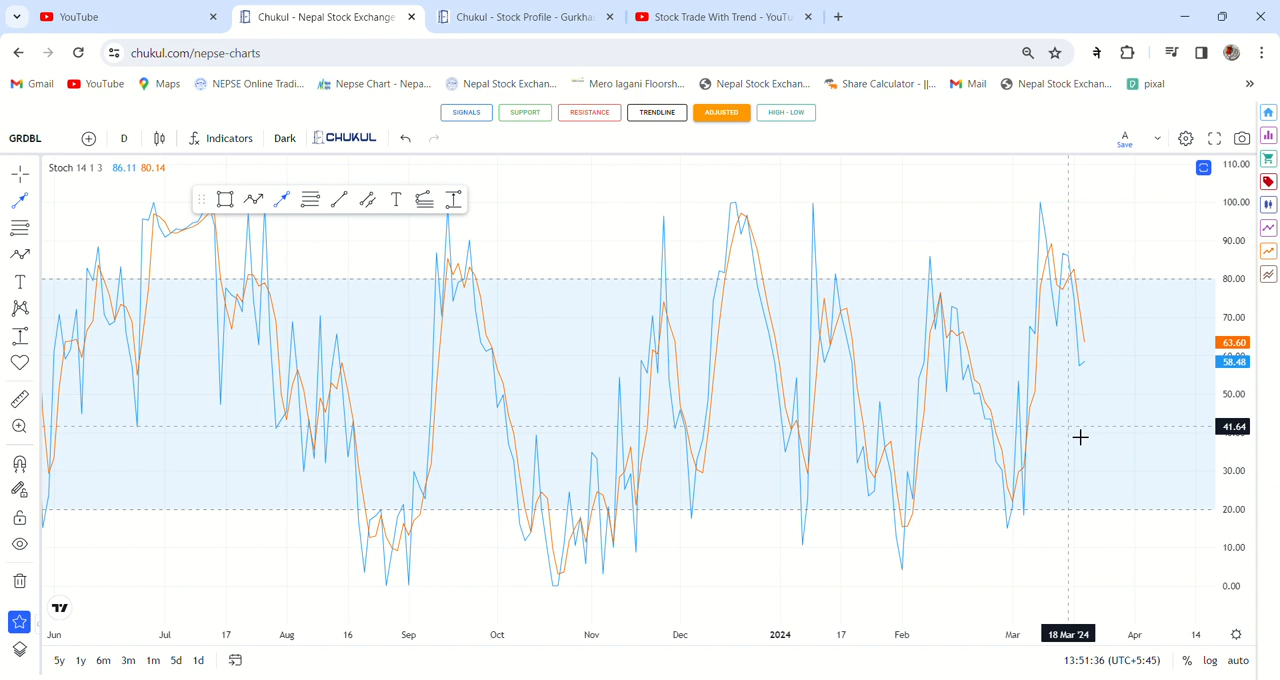 YouTube
Chukul - Nepal Stock Exchange
Chukul - Stock Profile - Gurkha
Stock Trade With Trend - YouTu
chukul.com/nepse-charts
Gmail
YouTube
Maps
NEPSE Online Tradi...
Nepse Chart - Nepa...
Nepal Stock Exchan...
Mero lagani Floorsh...
Nepal Stock Exchan...
Share Calculator - ||...
Mail
Nepal Stock Exchan...
pixal
SIGNALS
SUPPORT
RESISTANCE
TRENDLINE
ADJUSTED
HIGH - LOW
GRDBL
D
Indicators
Dark
CHUKUL
A
Save
Stoch 14 1 3 86.11 80.14
110.00
100.00
90.00
80.00
70.00
63.60
58.48
50.00
41.64
30.00
20.00
10.00
0.00
Jun Jul 17 Aug 16 Sep Oct Nov Dec 2024 17 Feb Mar 18 Mar '24 Apr 14
5y 1y 6m 3m 1m 5d 1d
13:51:36 (UTC+5:45) % log auto